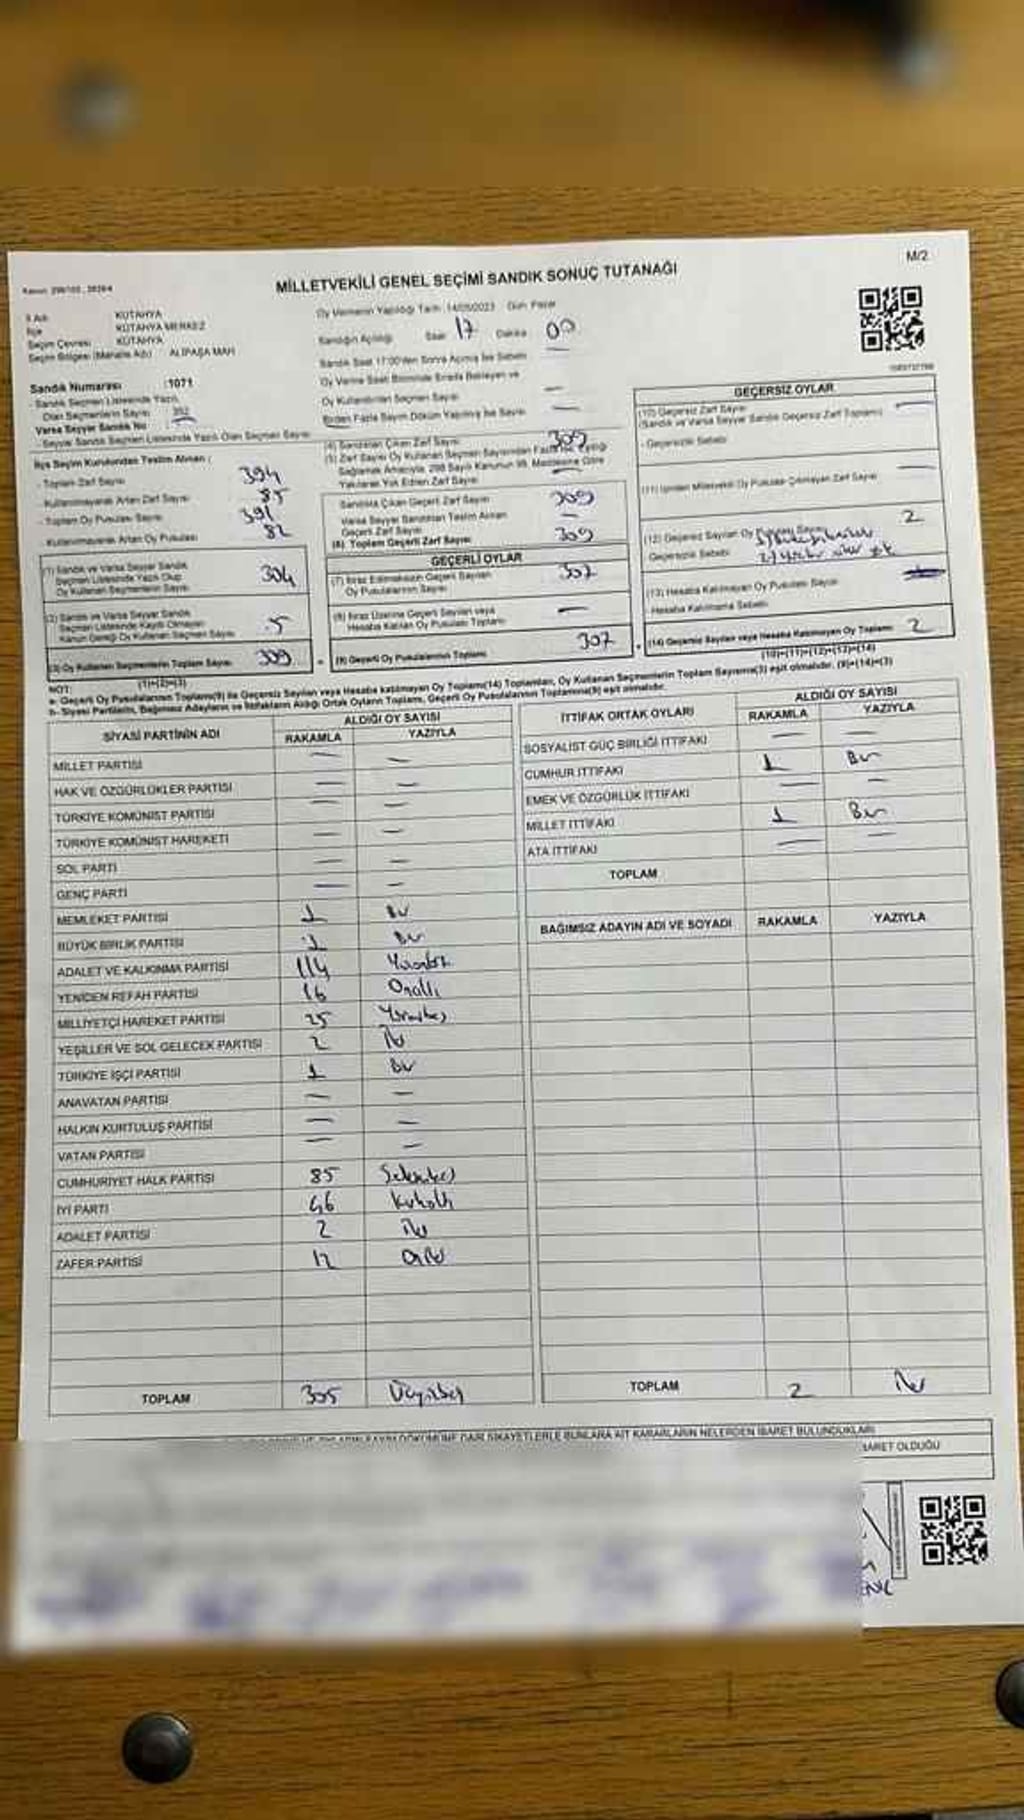 M/2
MİLLETVEKİLİ GENEL SEÇİMİ SANDIK SONUÇ TUTANAĞI
İl Adı KÜTAHYA
İlçe KÜTAHYA MERKEZ
Seçim Çevresi KÜTAHYA
Seçim Bölgesi (Mahalle Adı) ALİPAŞA MAH
Oy Vermenin Yapıldığı Tarih: 14/05/2023 Gün: Pazar
Sandığın Açılışı Saat 17 Dakika 00
Sandık Saat 17:00'den Sonra Açılmış İse Sebebi
Oy Verme Saat Bitiminde Sırada Bekleyen ve
Oy Kullandırılan Seçmen Sayısı —
Birden Fazla Sayım Döküm Yapılmış İse Sayısı —
Sandık Numarası :1071
- Sandık Seçmen Listesinde Yazılı
Olan Seçmenlerin Sayısı 392
Varsa Seyyar Sandık No
- Seyyar Sandık Seçmen Listesinde Yazılı Olan Seçmen Sayısı
İlçe Seçim Kurulundan Teslim Alınan :
- Toplam Zarf Sayısı 394
- Kullanılmayarak Artan Zarf Sayısı 85
- Toplam Oy Pusulası Sayısı 391
- Kullanılmayarak Artan Oy Pusulası 82
(1) Sandık ve Varsa Seyyar Sandık
Seçmen Listesinde Yazılı Olup
Oy Kullanan Seçmenlerin Sayısı 304
(2) Sandık ve Varsa Seyyar Sandık
Seçmen Listesinde Kayıtlı Olmayıp
Kanun Gereği Oy Kullanan Seçmen Sayısı 5
(3) Oy Kullanan Seçmenlerin Toplam Sayısı 309
(1)+(2)=(3)
(4) Sandıktan Çıkan Zarf Sayısı 309
(5) Zarf Sayısı Oy Kullanan Seçmen Sayısından Fazla İse Eşitliği
Sağlamak Amacıyla, 298 Sayılı Kanunun 98. Maddesine Göre
Yakılarak Yok Edilen Zarf Sayısı —
Sandıkta Çıkan Geçerli Zarf Sayısı 309
Varsa Seyyar Sandıktan Teslim Alınan
Geçerli Zarf Sayısı —
(6) Toplam Geçerli Zarf Sayısı 309
GEÇERLİ OYLAR
(7) İtiraz Edilmeksizin Geçerli Sayılan
Oy Pusulalarının Sayısı 307
(8) İtiraz Üzerine Geçerli Sayılan veya
Hesaba Katılan Oy Pusulası Toplamı —
(9) Geçerli Oy Pusulalarının Toplamı 307
GEÇERSİZ OYLAR
(10) Geçersiz Zarf Sayısı
(Sandık ve Varsa Seyyar Sandık Geçersiz Zarf Toplamı) —
- Geçersizlik Sebebi:
(11) İçinden Milletvekili Oy Pusulası Çıkmayan Zarf Sayısı —
(12) Geçersiz Sayılan Oy Pusulası Sayısı 2
Geçersizlik Sebebi:
(13) Hesaba Katılmayan Oy Pusulası Sayısı
Hesaba Katılmama Sebebi:
(14) Geçersiz Sayılan veya Hesaba Katılmayan Oy Toplamı 2
(10)+(11)+(12)+(13)=(14)
NOT:
a- Geçerli Oy Pusulalarının Toplamı(9) ile Geçersiz Sayılan veya Hesaba katılmayan Oy Toplamı(14) Toplamları, Oy Kullanan Seçmenlerin Toplam Sayısına(3) eşit olmalıdır. (9)+(14)=(3)
b- Siyasi Partilerin, Bağımsız Adayların ve İttifakların Aldığı Ortak Oyların Toplamı, Geçerli Oy Pusulalarının Toplamına(9) eşit olmalıdır.
SİYASİ PARTİNİN ADI ALDIĞI OY SAYISI
RAKAMLA YAZIYLA
MİLLET PARTİSİ — —
HAK VE ÖZGÜRLÜKLER PARTİSİ — —
TÜRKİYE KOMÜNİST PARTİSİ — —
TÜRKİYE KOMÜNİST HAREKETİ — —
SOL PARTİ — —
GENÇ PARTİ — —
MEMLEKET PARTİSİ 1 Bir
BÜYÜK BİRLİK PARTİSİ 1 Bir
ADALET VE KALKINMA PARTİSİ 114
YENİDEN REFAH PARTİSİ 16 Onaltı
MİLLİYETÇİ HAREKET PARTİSİ 25 Yirmibeş
YEŞİLLER VE SOL GELECEK PARTİSİ 2 İki
TÜRKİYE İŞÇİ PARTİSİ 1 Bir
ANAVATAN PARTİSİ — —
HALKIN KURTULUŞ PARTİSİ — —
VATAN PARTİSİ — —
CUMHURİYET HALK PARTİSİ 85 Seksenbeş
İYİ PARTİ 46 Kırkaltı
ADALET PARTİSİ 2 İki
ZAFER PARTİSİ 12 Oniki
TOPLAM 305 Üçyüzbeş
İTTİFAK ORTAK OYLARI ALDIĞI OY SAYISI
RAKAMLA YAZIYLA
SOSYALİST GÜÇ BİRLİĞİ İTTİFAKI — —
CUMHUR İTTİFAKI 1 Bir
EMEK VE ÖZGÜRLÜK İTTİFAKI — —
MİLLET İTTİFAKI 1 Bir
ATA İTTİFAKI — —
TOPLAM
BAĞIMSIZ ADAYIN ADI VE SOYADI RAKAMLA YAZIYLA
TOPLAM 2 İki
DÖKÜMÜNE DAİR ŞİKAYETLERLE BUNLARA AİT KARARLARIN NELERDEN İBARET BULUNDUKLARI
BARET OLDUĞU